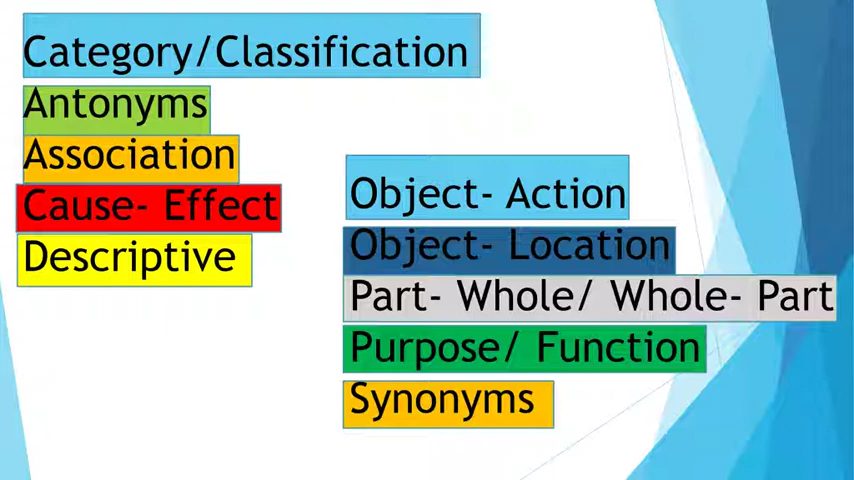 Category/Classification
Antonyms
Association
Cause- Effect
Descriptive
Object- Action
Object- Location
Part- Whole/ Whole- Part
Purpose/ Function
Synonyms